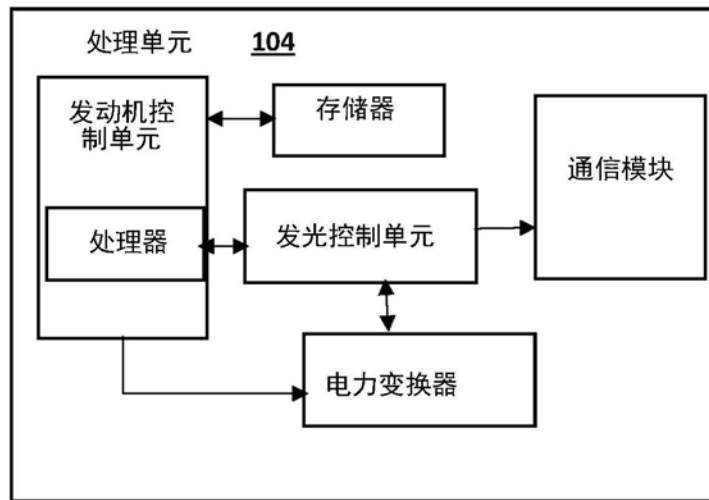 处理单元 104
发动机控
制单元
存储器
通信模块
处理器
发光控制单元
电力变换器